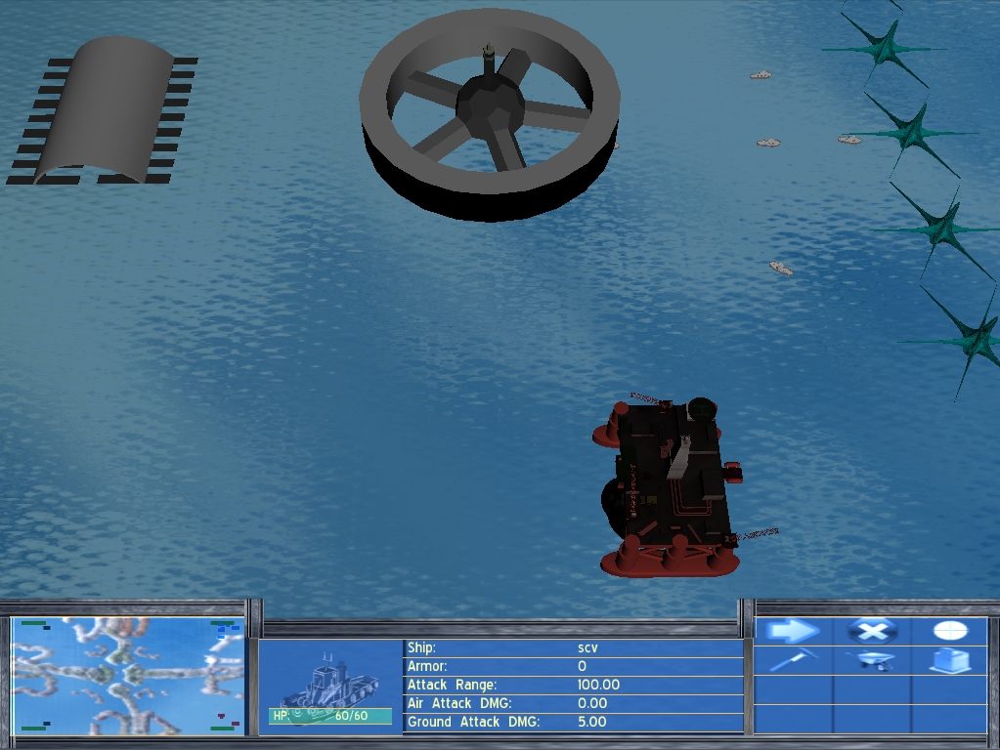 Ship: scv
Armor: 0
Attack Range: 100.00
Air Attack DMG: 0.00
HP: 60/60
Ground Attack DMG: 5.00